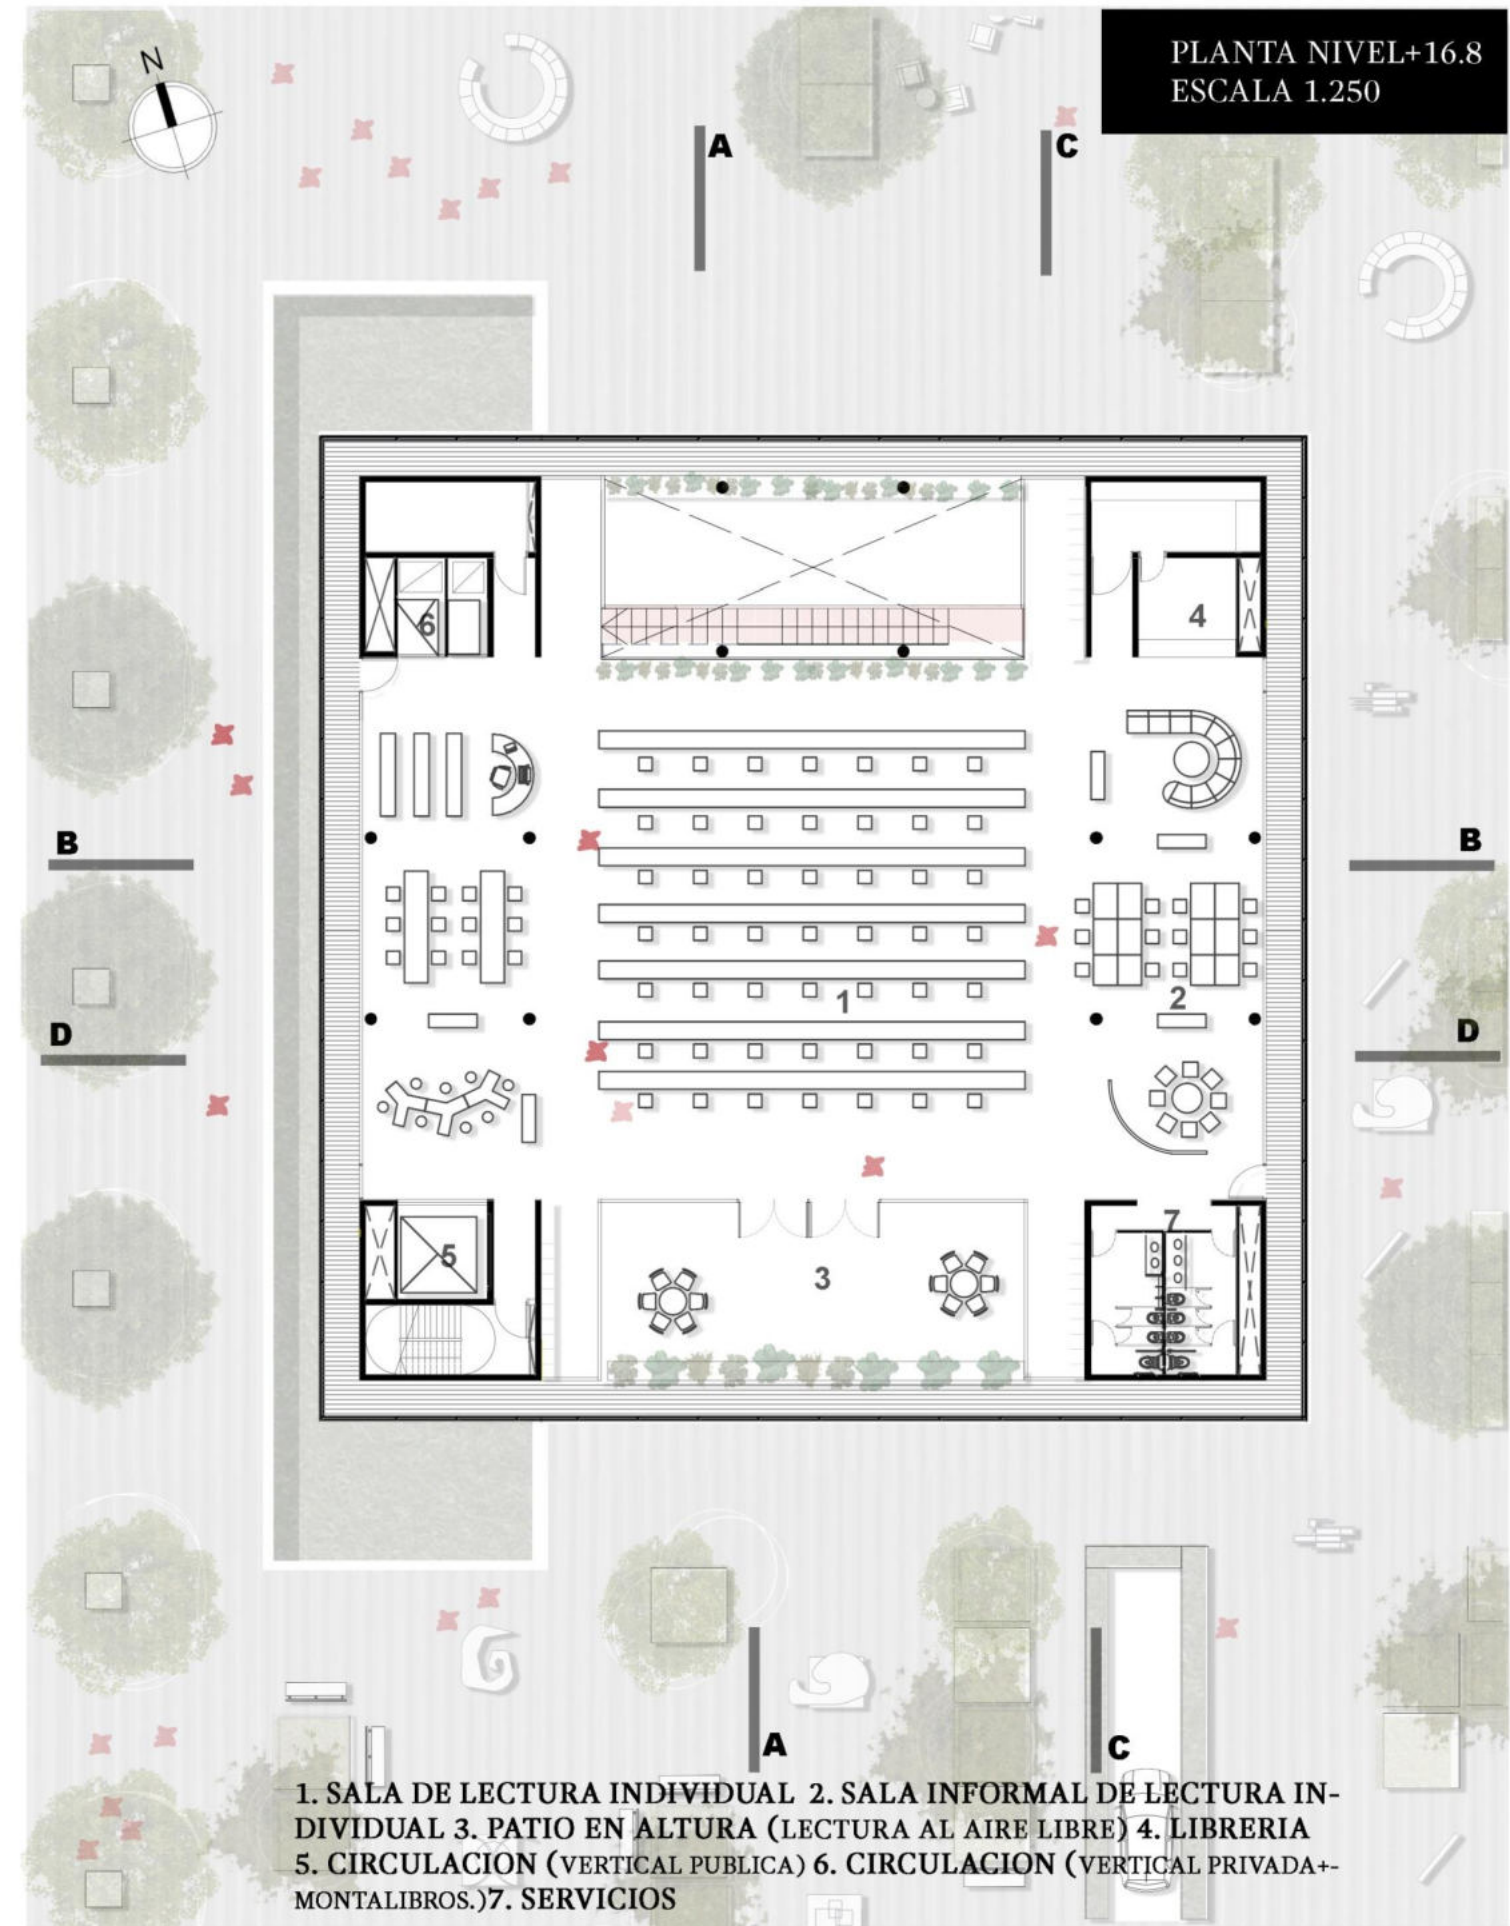 PLANTA NIVEL+16.8
ESCALA 1.250
N
A
C
6
4
B
B
1
2
D
D
7
5
3
A
C
1. SALA DE LECTURA INDIVIDUAL 2. SALA INFORMAL DE LECTURA IN-
DIVIDUAL 3. PATIO EN ALTURA (LECTURA AL AIRE LIBRE) 4. LIBRERIA
5. CIRCULACION (VERTICAL PUBLICA) 6. CIRCULACION (VERTICAL PRIVADA+-
MONTALIBROS.)7. SERVICIOS